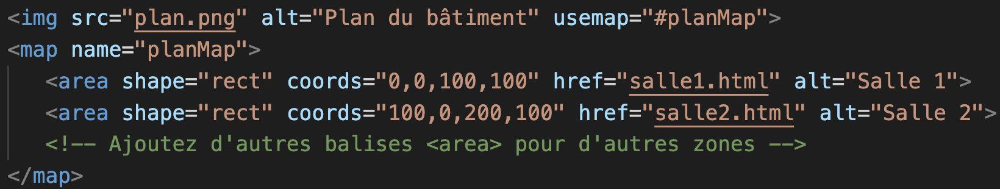 <img src="plan.png" alt="Plan du bâtiment" usemap="#planMap">
<map name="planMap">
<area shape="rect" coords="0,0,100,100" href="salle1.html" alt="Salle 1">
<area shape="rect" coords="100,0,200,100" href="salle2.html" alt="Salle 2">
<!-- Ajoutez d'autres balises <area> pour d'autres zones -->
</map>